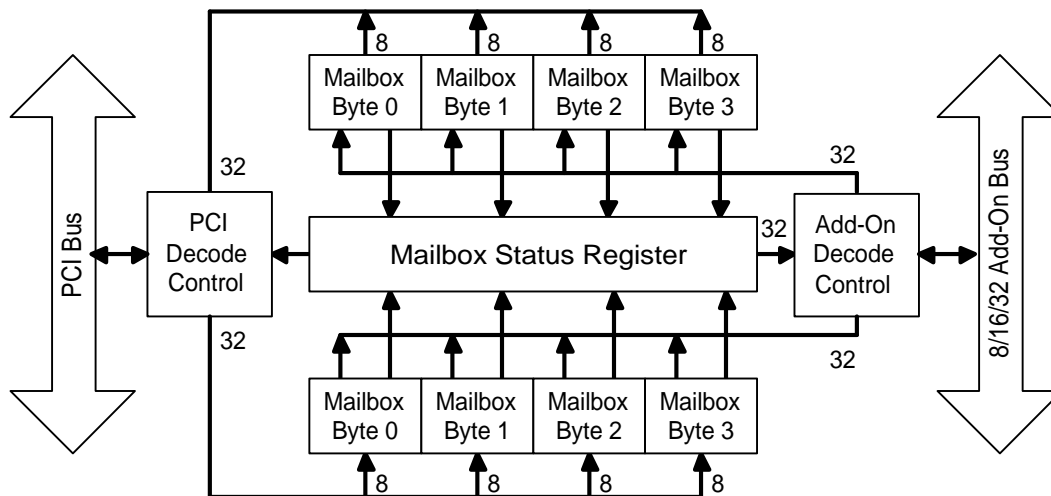 8 8 8 8
Mailbox Byte 0
Mailbox Byte 1
Mailbox Byte 2
Mailbox Byte 3
32
32
PCI Bus
PCI
Decode
Control
Mailbox Status Register
32
Add-On
Decode
Control
8/16/32 Add-On Bus
32
32
Mailbox Byte 0
Mailbox Byte 1
Mailbox Byte 2
Mailbox Byte 3
8 8 8 8